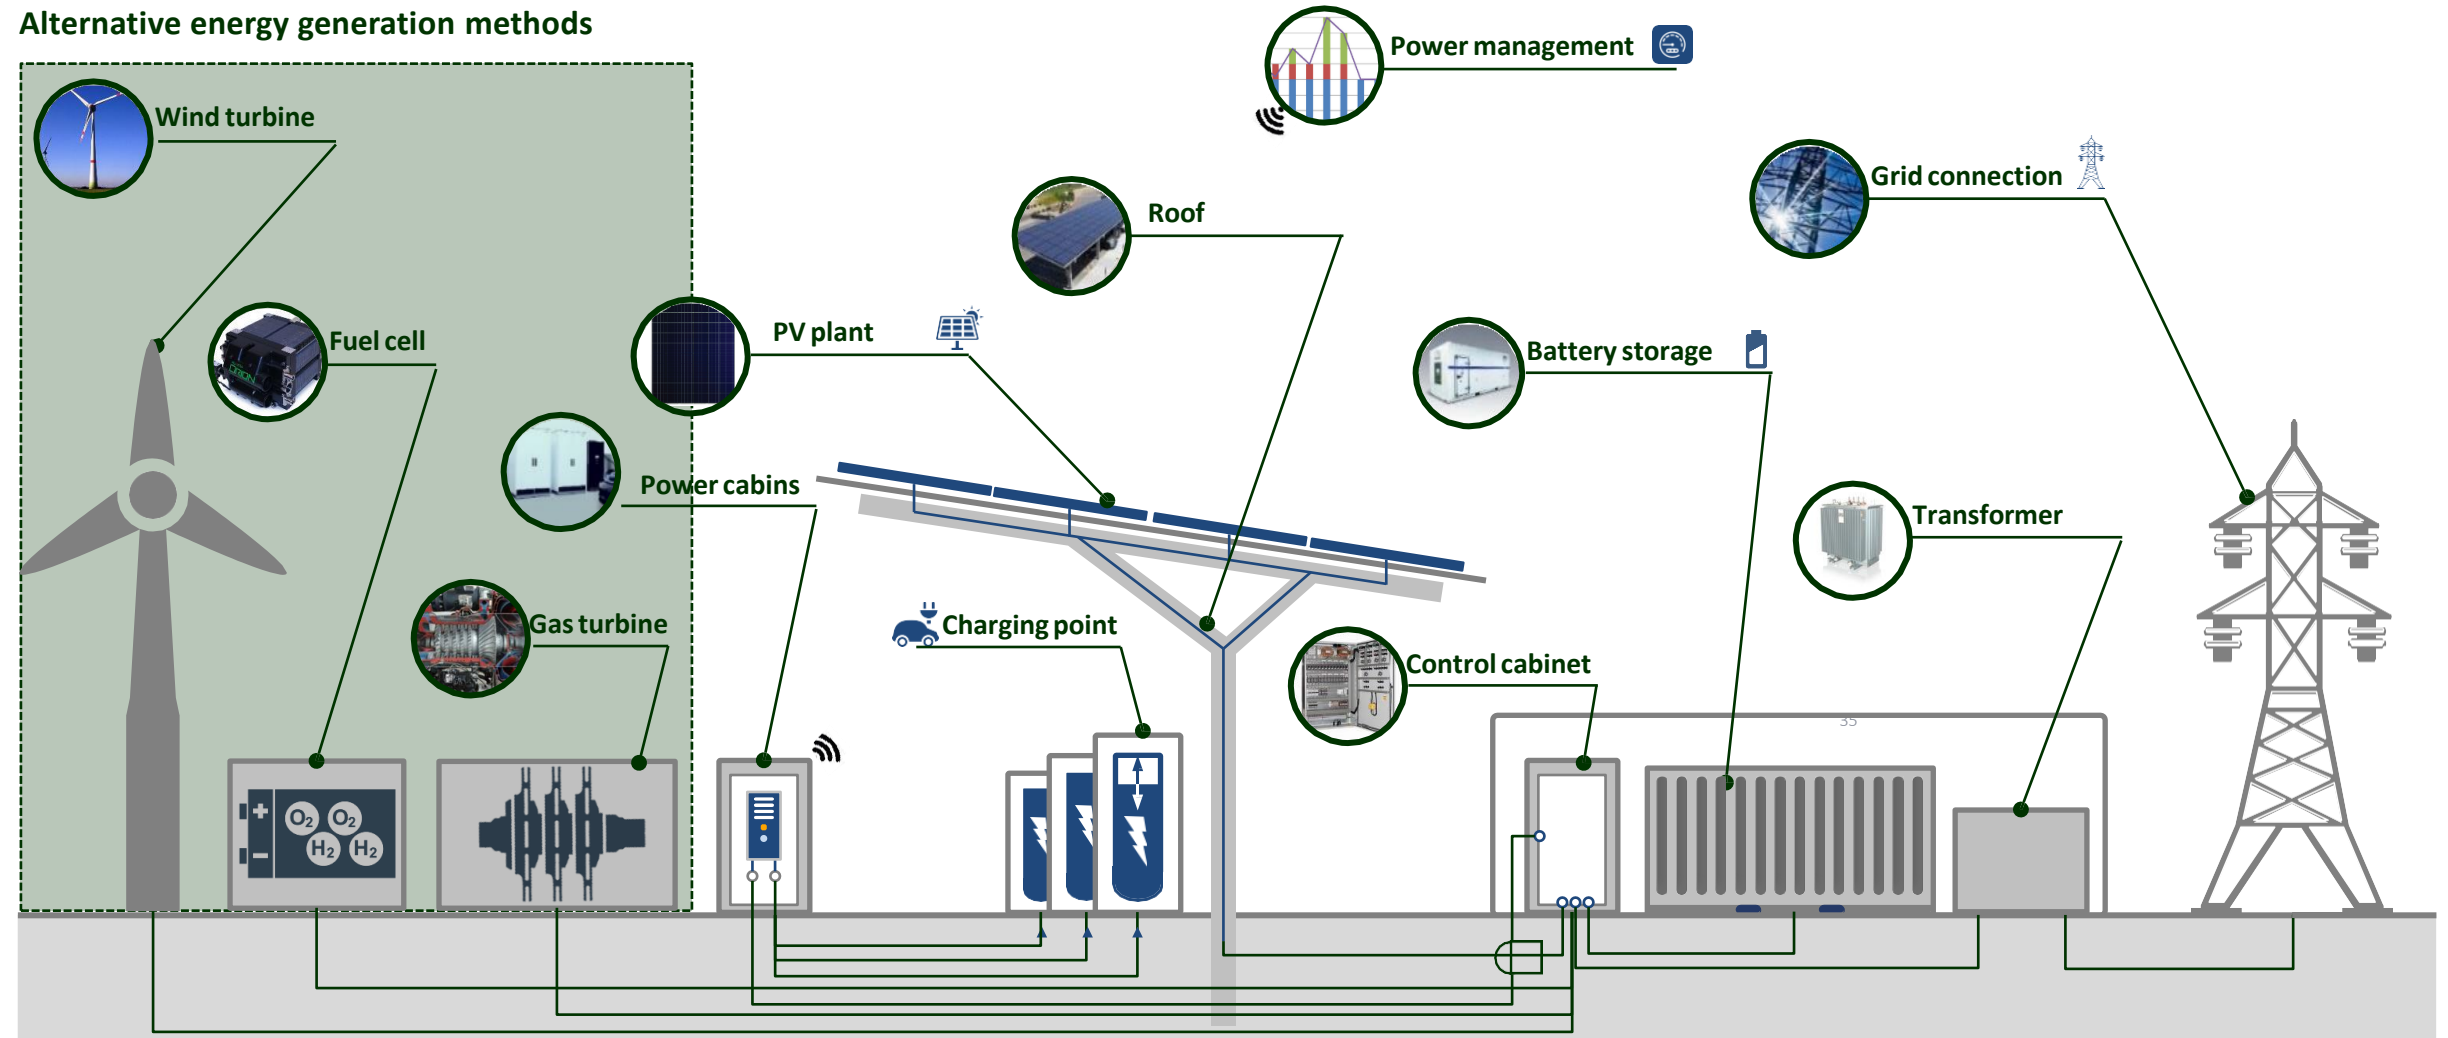 Alternative energy generation methods
Power management
Wind turbine
Grid connection
Roof
PV plant
Fuel cell
Battery storage
Power cabins
Transformer
Gas turbine
Charging point
Control cabinet
35
+
O2 O2
H2 H2
−